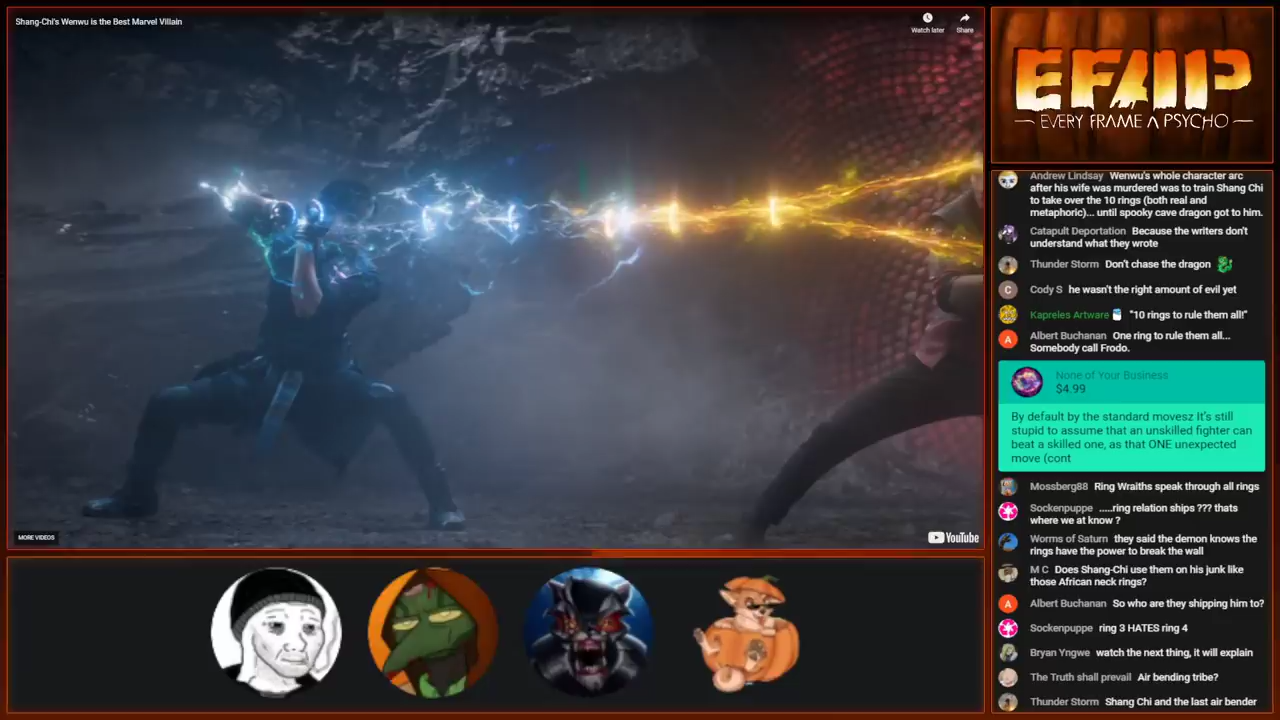 Shang-Chi's Wenwu is the Best Marvel Villain
Watch later
Share
MORE VIDEOS
YouTube
EFAP
EVERY FRAME A PSYCHO
Andrew Lindsay Wenwu's whole character arc
after his wife was murdered was to train Shang Chi
to take over the 10 rings (both real and
metaphoric)... until spooky cave dragon got to him.
Catapult Deportation Because the writers don't
understand what they wrote
Thunder Storm Don't chase the dragon
C
Cody S he wasn't the right amount of evil yet
Kapreles Artware "10 rings to rule them all!"
A
Albert Buchanan One ring to rule them all...
Somebody call Frodo.
None of Your Business
$4.99
By default by the standard movesz It's still
stupid to assume that an unskilled fighter can
beat a skilled one, as that ONE unexpected
move (cont
Mossberg88 Ring Wraiths speak through all rings
Sockenpuppe .....ring relation ships ??? thats
where we at know ?
Worms of Saturn they said the demon knows the
rings have the power to break the wall
M C Does Shang-Chi use them on his junk like
those African neck rings?
A
Albert Buchanan So who are they shipping him to?
Sockenpuppe ring 3 HATES ring 4
Bryan Yngwe watch the next thing, it will explain
The Truth shall prevail Air bending tribe?
Thunder Storm Shang Chi and the last air bender